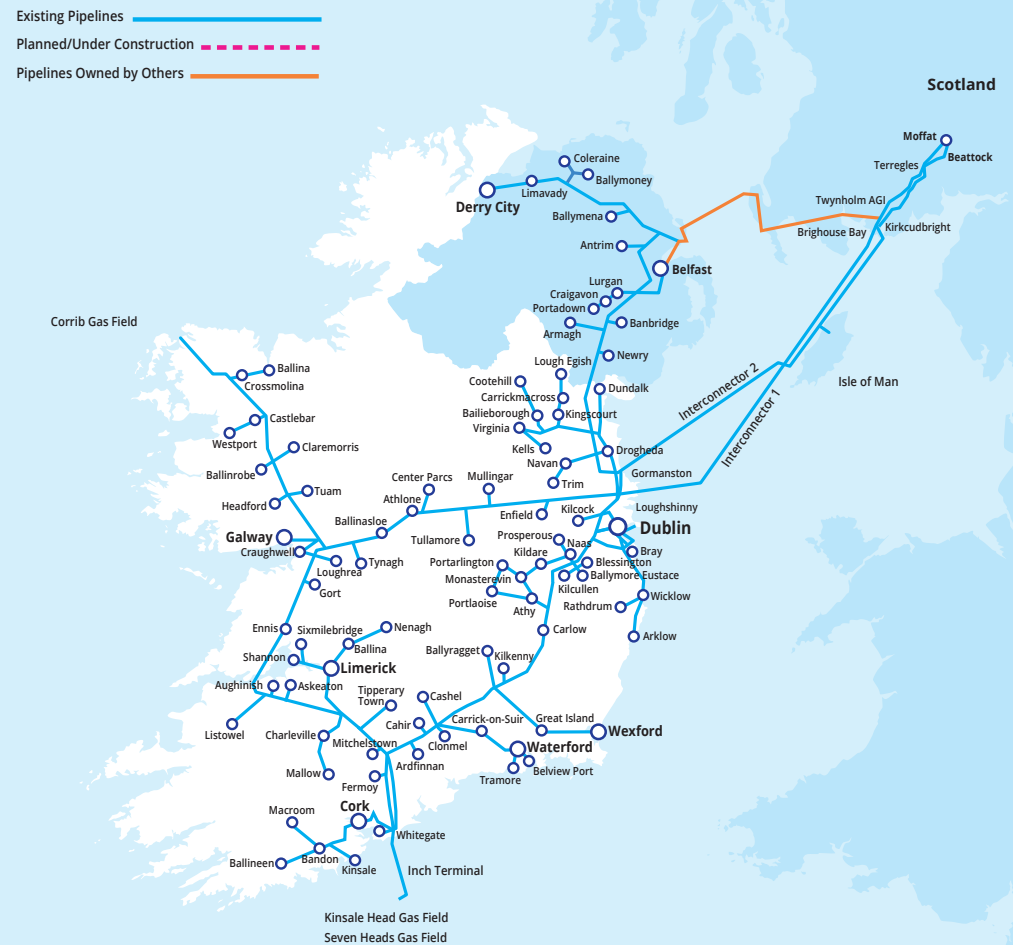 Existing Pipelines
Planned/Under Construction
Pipelines Owned by Others
Scotland
Moffat
Beattock
Terregles
Twynholm AGI
Brighouse Bay
Kirkcudbright
Coleraine
Ballymoney
Limavady
Derry City
Ballymena
Antrim
Belfast
Lurgan
Craigavon
Portadown
Banbridge
Armagh
Newry
Corrib Gas Field
Lough Egish
Isle of Man
Interconnector 2
Interconnector 1
Ballina
Crossmolina
Cootehill
Dundalk
Carrickmacross
Bailieborough
Kingscourt
Virginia
Castlebar
Westport
Claremorris
Kells
Drogheda
Navan
Ballinrobe
Gormanston
Center Parcs
Mullingar
Trim
Tuam
Headford
Athlone
Enfield
Kilcock
Loughshinny
Ballinasloe
Dublin
Galway
Tullamore
Prosperous
Naas
Craughwell
Kildare
Bray
Loughrea
Tynagh
Portarlington
Blessington
Monasterevin
Ballymore Eustace
Gort
Kilcullen
Portlaoise
Athy
Rathdrum
Wicklow
Ennis
Sixmilebridge
Nenagh
Carlow
Arklow
Ballina
Shannon
Limerick
Ballyragget
Kilkenny
Aughinish
Askeaton
Tipperary
Town
Cashel
Listowel
Charleville
Cahir
Carrick-on-Suir
Great Island
Wexford
Mitchelstown
Clonmel
Waterford
Ardfinnan
Belview Port
Mallow
Tramore
Fermoy
Cork
Macroom
Whitegate
Ballineen
Bandon
Kinsale
Inch Terminal
Kinsale Head Gas Field
Seven Heads Gas Field